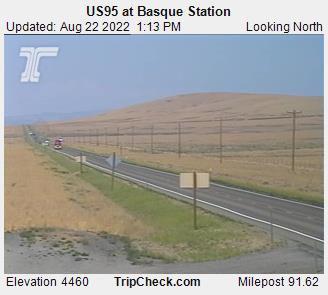 US95 at Basque Station
Updated: Aug 22 2022 1:13 PM Looking North
Elevation 4460 TripCheck.com Milepost 91.62